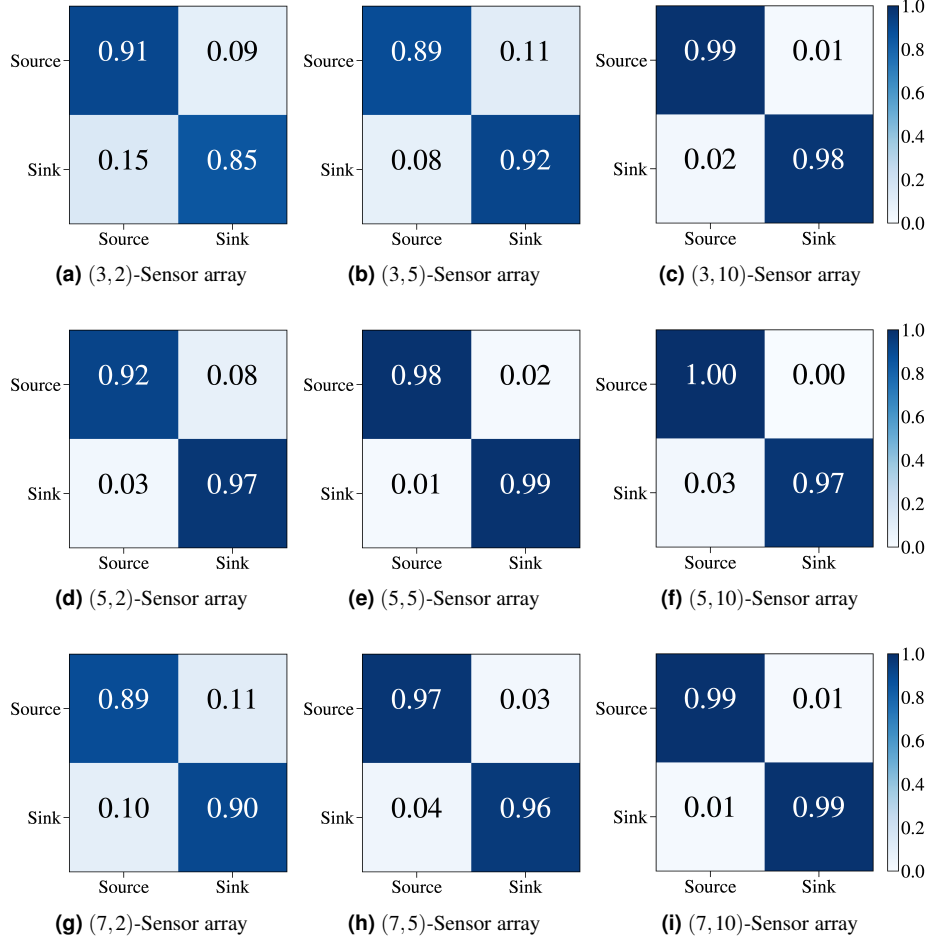 Source 0.91 0.09
Sink 0.15 0.85
Source Sink
(a) (3,2)-Sensor array
Source 0.89 0.11
Sink 0.08 0.92
Source Sink
(b) (3,5)-Sensor array
Source 0.99 0.01
Sink 0.02 0.98
Source Sink
(c) (3,10)-Sensor array
1.0
0.8
0.6
0.4
0.2
0.0
Source 0.92 0.08
Sink 0.03 0.97
Source Sink
(d) (5,2)-Sensor array
Source 0.98 0.02
Sink 0.01 0.99
Source Sink
(e) (5,5)-Sensor array
Source 1.00 0.00
Sink 0.03 0.97
Source Sink
(f) (5,10)-Sensor array
1.0
0.8
0.6
0.4
0.2
0.0
Source 0.89 0.11
Sink 0.10 0.90
Source Sink
(g) (7,2)-Sensor array
Source 0.97 0.03
Sink 0.04 0.96
Source Sink
(h) (7,5)-Sensor array
Source 0.99 0.01
Sink 0.01 0.99
Source Sink
(i) (7,10)-Sensor array
1.0
0.8
0.6
0.4
0.2
0.0